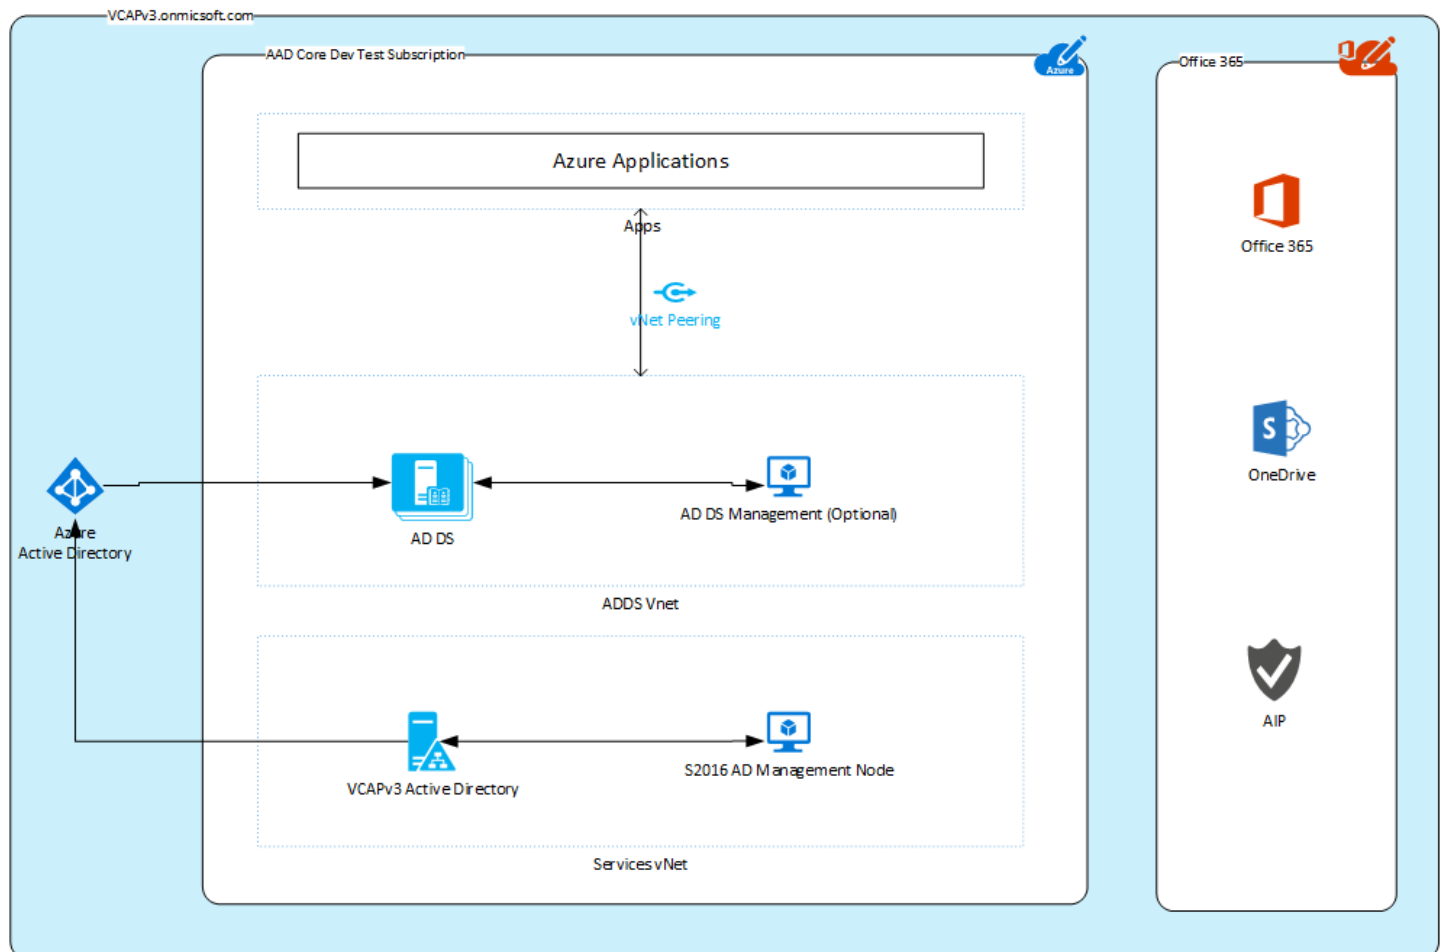 VCAPv3.onmicsoft.com
AAD Core Dev Test Subscription
Azure
Office 365
Azure Applications
Apps
vNet Peering
Office 365
OneDrive
S
Azure
Active Directory
AD DS
AD DS Management (Optional)
ADDS Vnet
AIP
VCAPv3 Active Directory
S2016 AD Management Node
Services vNet